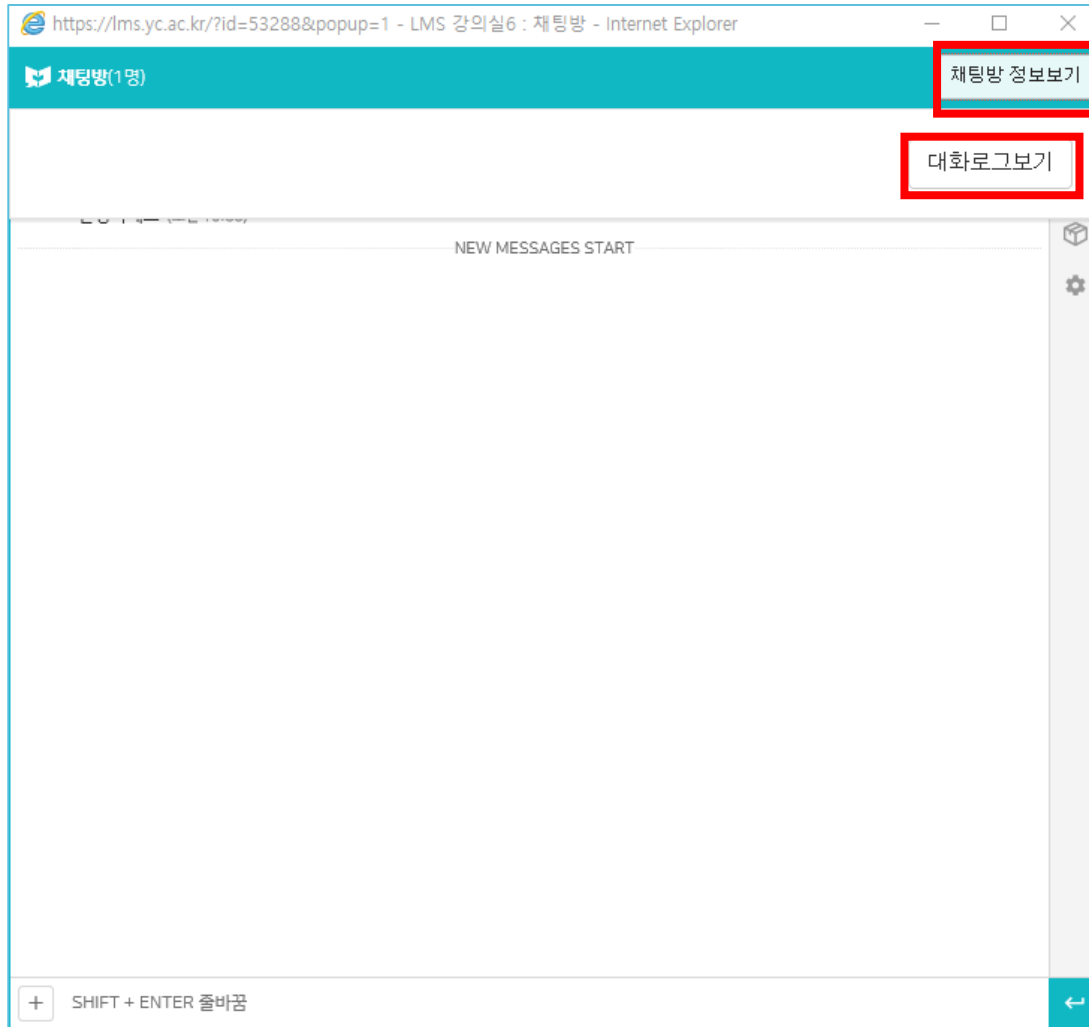 https://lms.yc.ac.kr/?id=53288&popup=1 - LMS 강의실6 : 채팅방 - Internet Explorer
채팅방(1명)
채팅방 정보보기
대화로그보기
NEW MESSAGES START
SHIFT + ENTER 줄바꿈